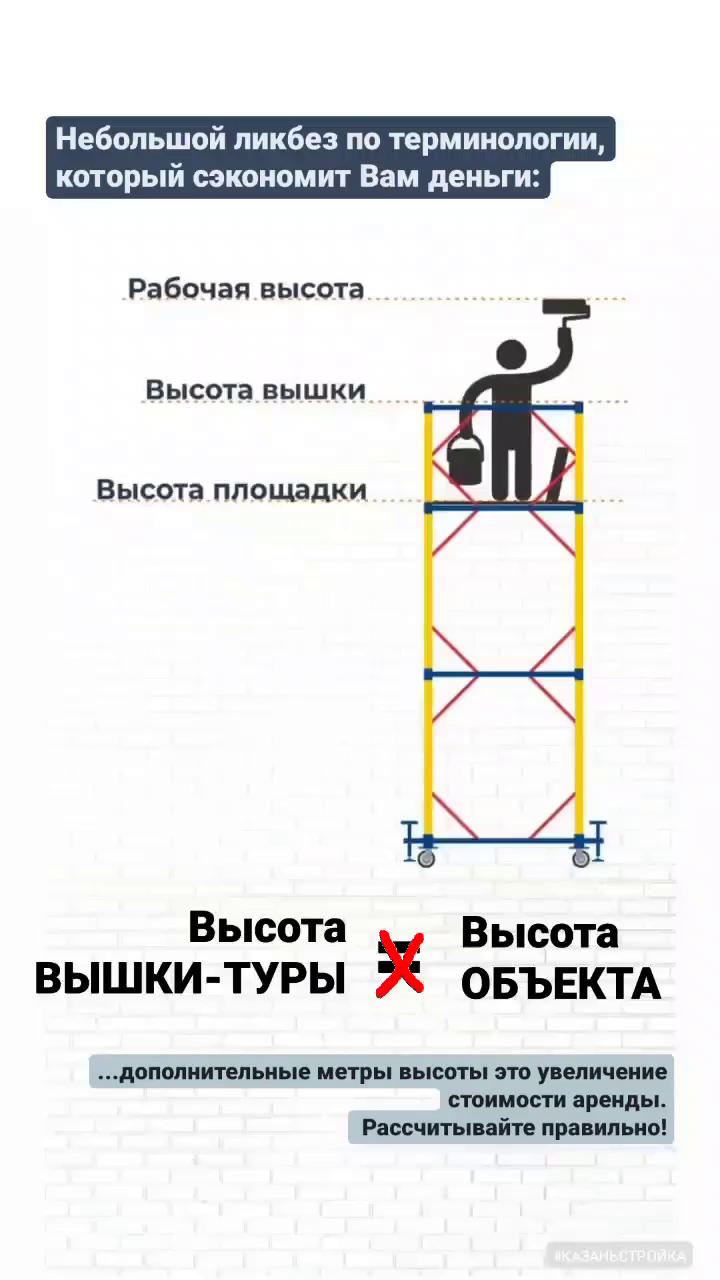 Небольшой ликбез по терминологии,
который сэкономит Вам деньги:
Рабочая высота
Высота вышки
Высота площадки
Высота
ВЫШКИ-ТУРЫ
=
Высота
ОБЪЕКТА
...дополнительные метры высоты это увеличение
стоимости аренды.
Рассчитывайте правильно!
#КАЗАНЬСТРОЙКА